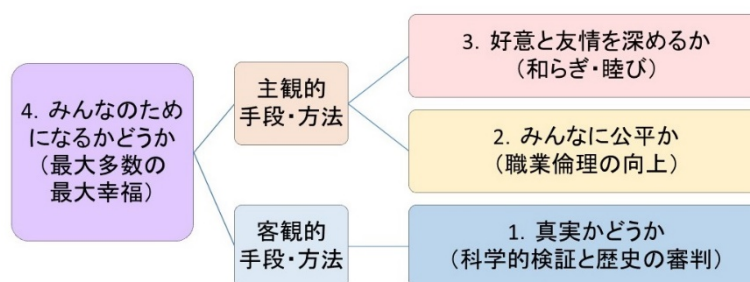 4. みんなのため
になるかどうか
(最大多数の
最大幸福)
主観的
手段・方法
3. 好意と友情を深めるか
(和らぎ・睦び)
2. みんなに公平か
(職業倫理の向上)
客観的
手段・方法
1. 真実かどうか
(科学的検証と歴史の審判)